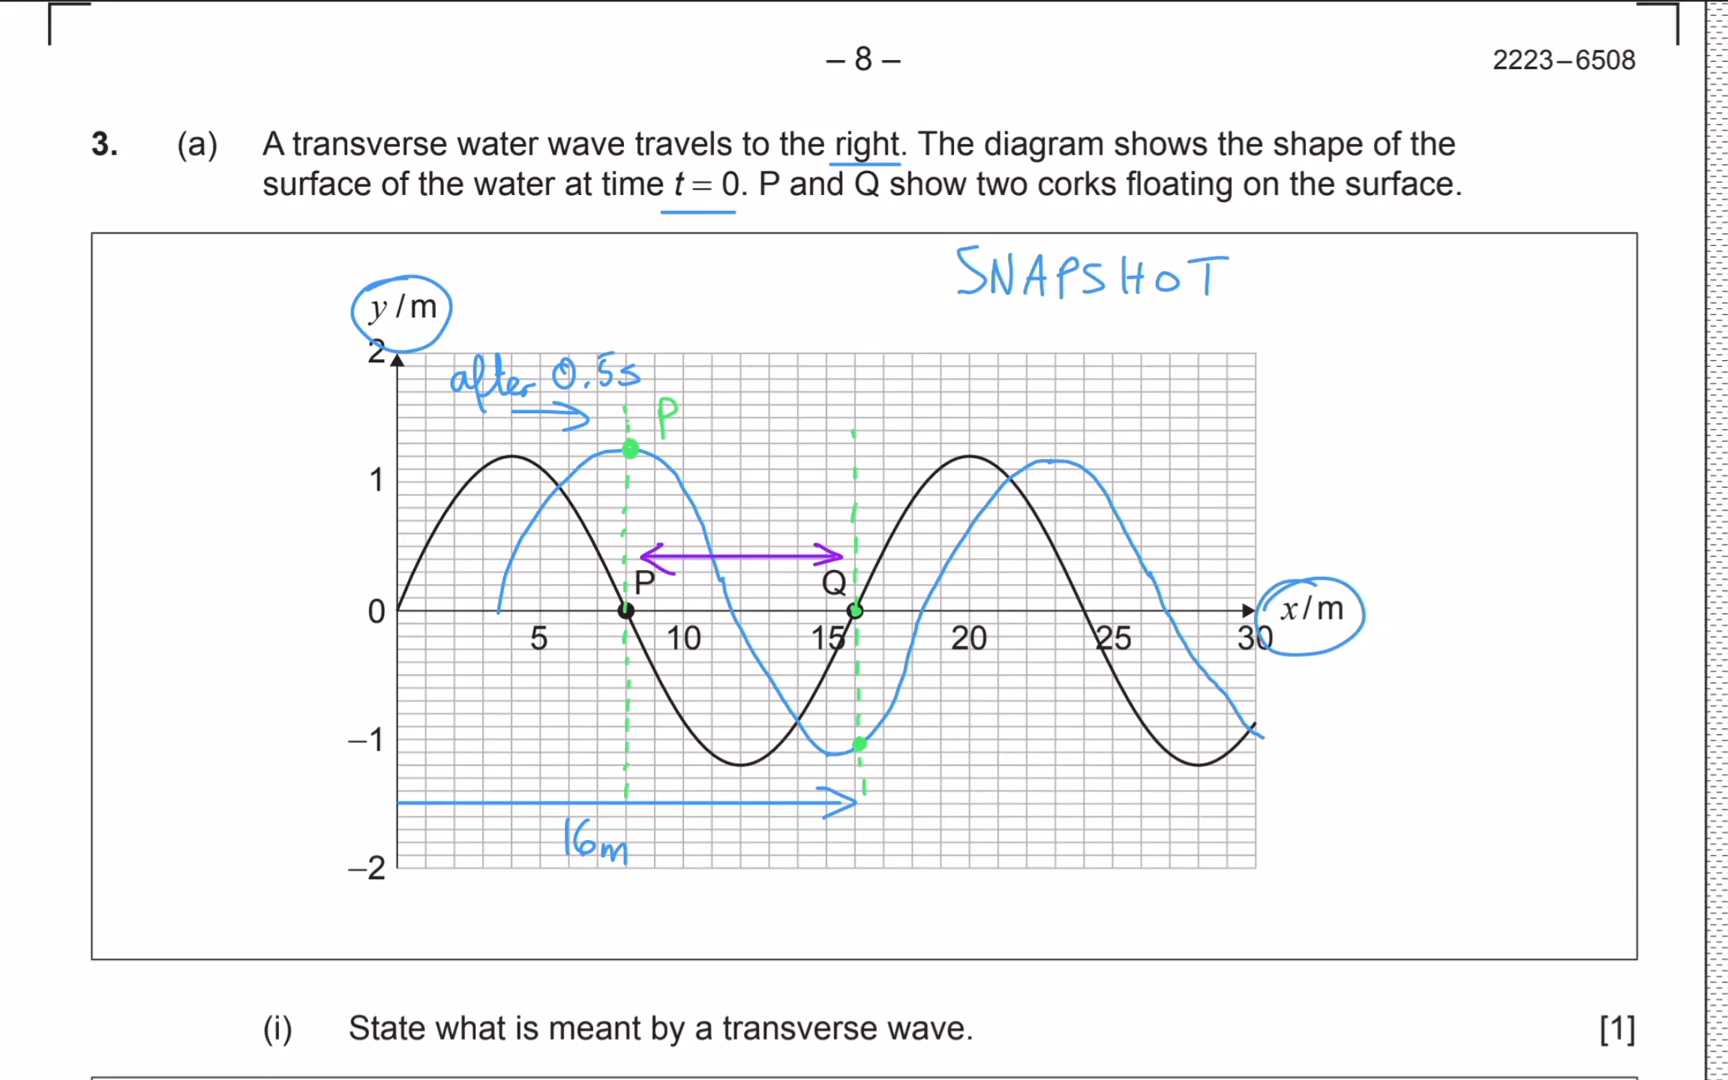 – 8 –
2223–6508
3. (a) A transverse water wave travels to the right. The diagram shows the shape of the
surface of the water at time t = 0. P and Q show two corks floating on the surface.
SNAPSHOT
y / m
2
after 0.5s
P
1
P
Q
0
x / m
5 10 15 20 25 30
–1
16m
–2
(i) State what is meant by a transverse wave. [1]